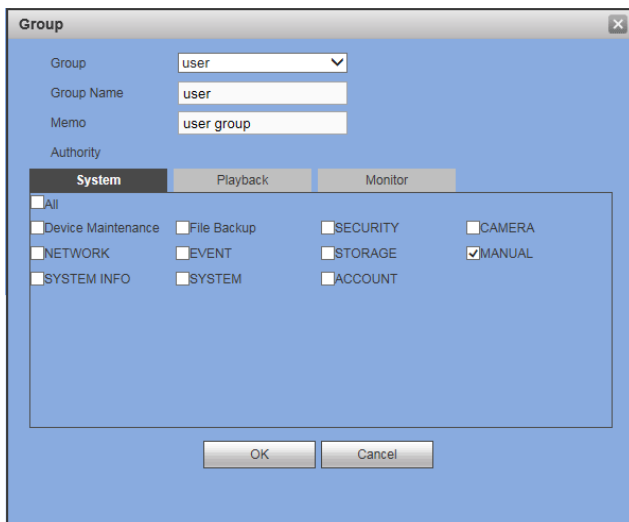 Group
Group user
Group Name user
Memo user group
Authority
System Playback Monitor
All
Device Maintenance File Backup SECURITY CAMERA
NETWORK EVENT STORAGE MANUAL
SYSTEM INFO SYSTEM ACCOUNT
OK Cancel